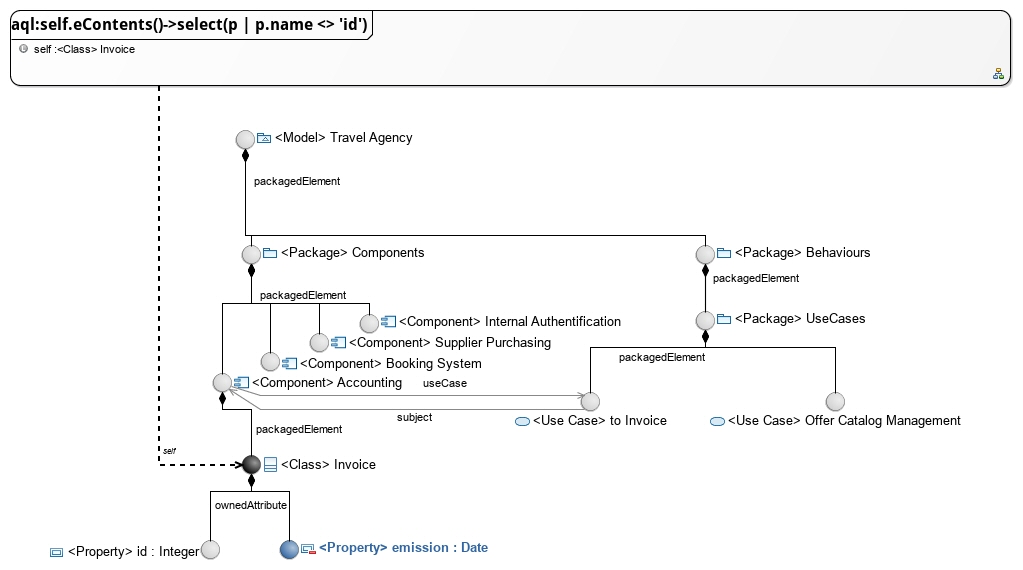 aql:self.eContents()->select(p | p.name <> 'id')
self :<Class> Invoice
<Model> Travel Agency
packagedElement
<Package> Components
<Package> Behaviours
packagedElement
packagedElement
<Component> Internal Authentification
<Package> UseCases
<Component> Supplier Purchasing
packagedElement
<Component> Booking System
<Component> Accounting
useCase
subject
<Use Case> to Invoice
<Use Case> Offer Catalog Management
packagedElement
self
<Class> Invoice
ownedAttribute
<Property> id : Integer
<Property> emission : Date